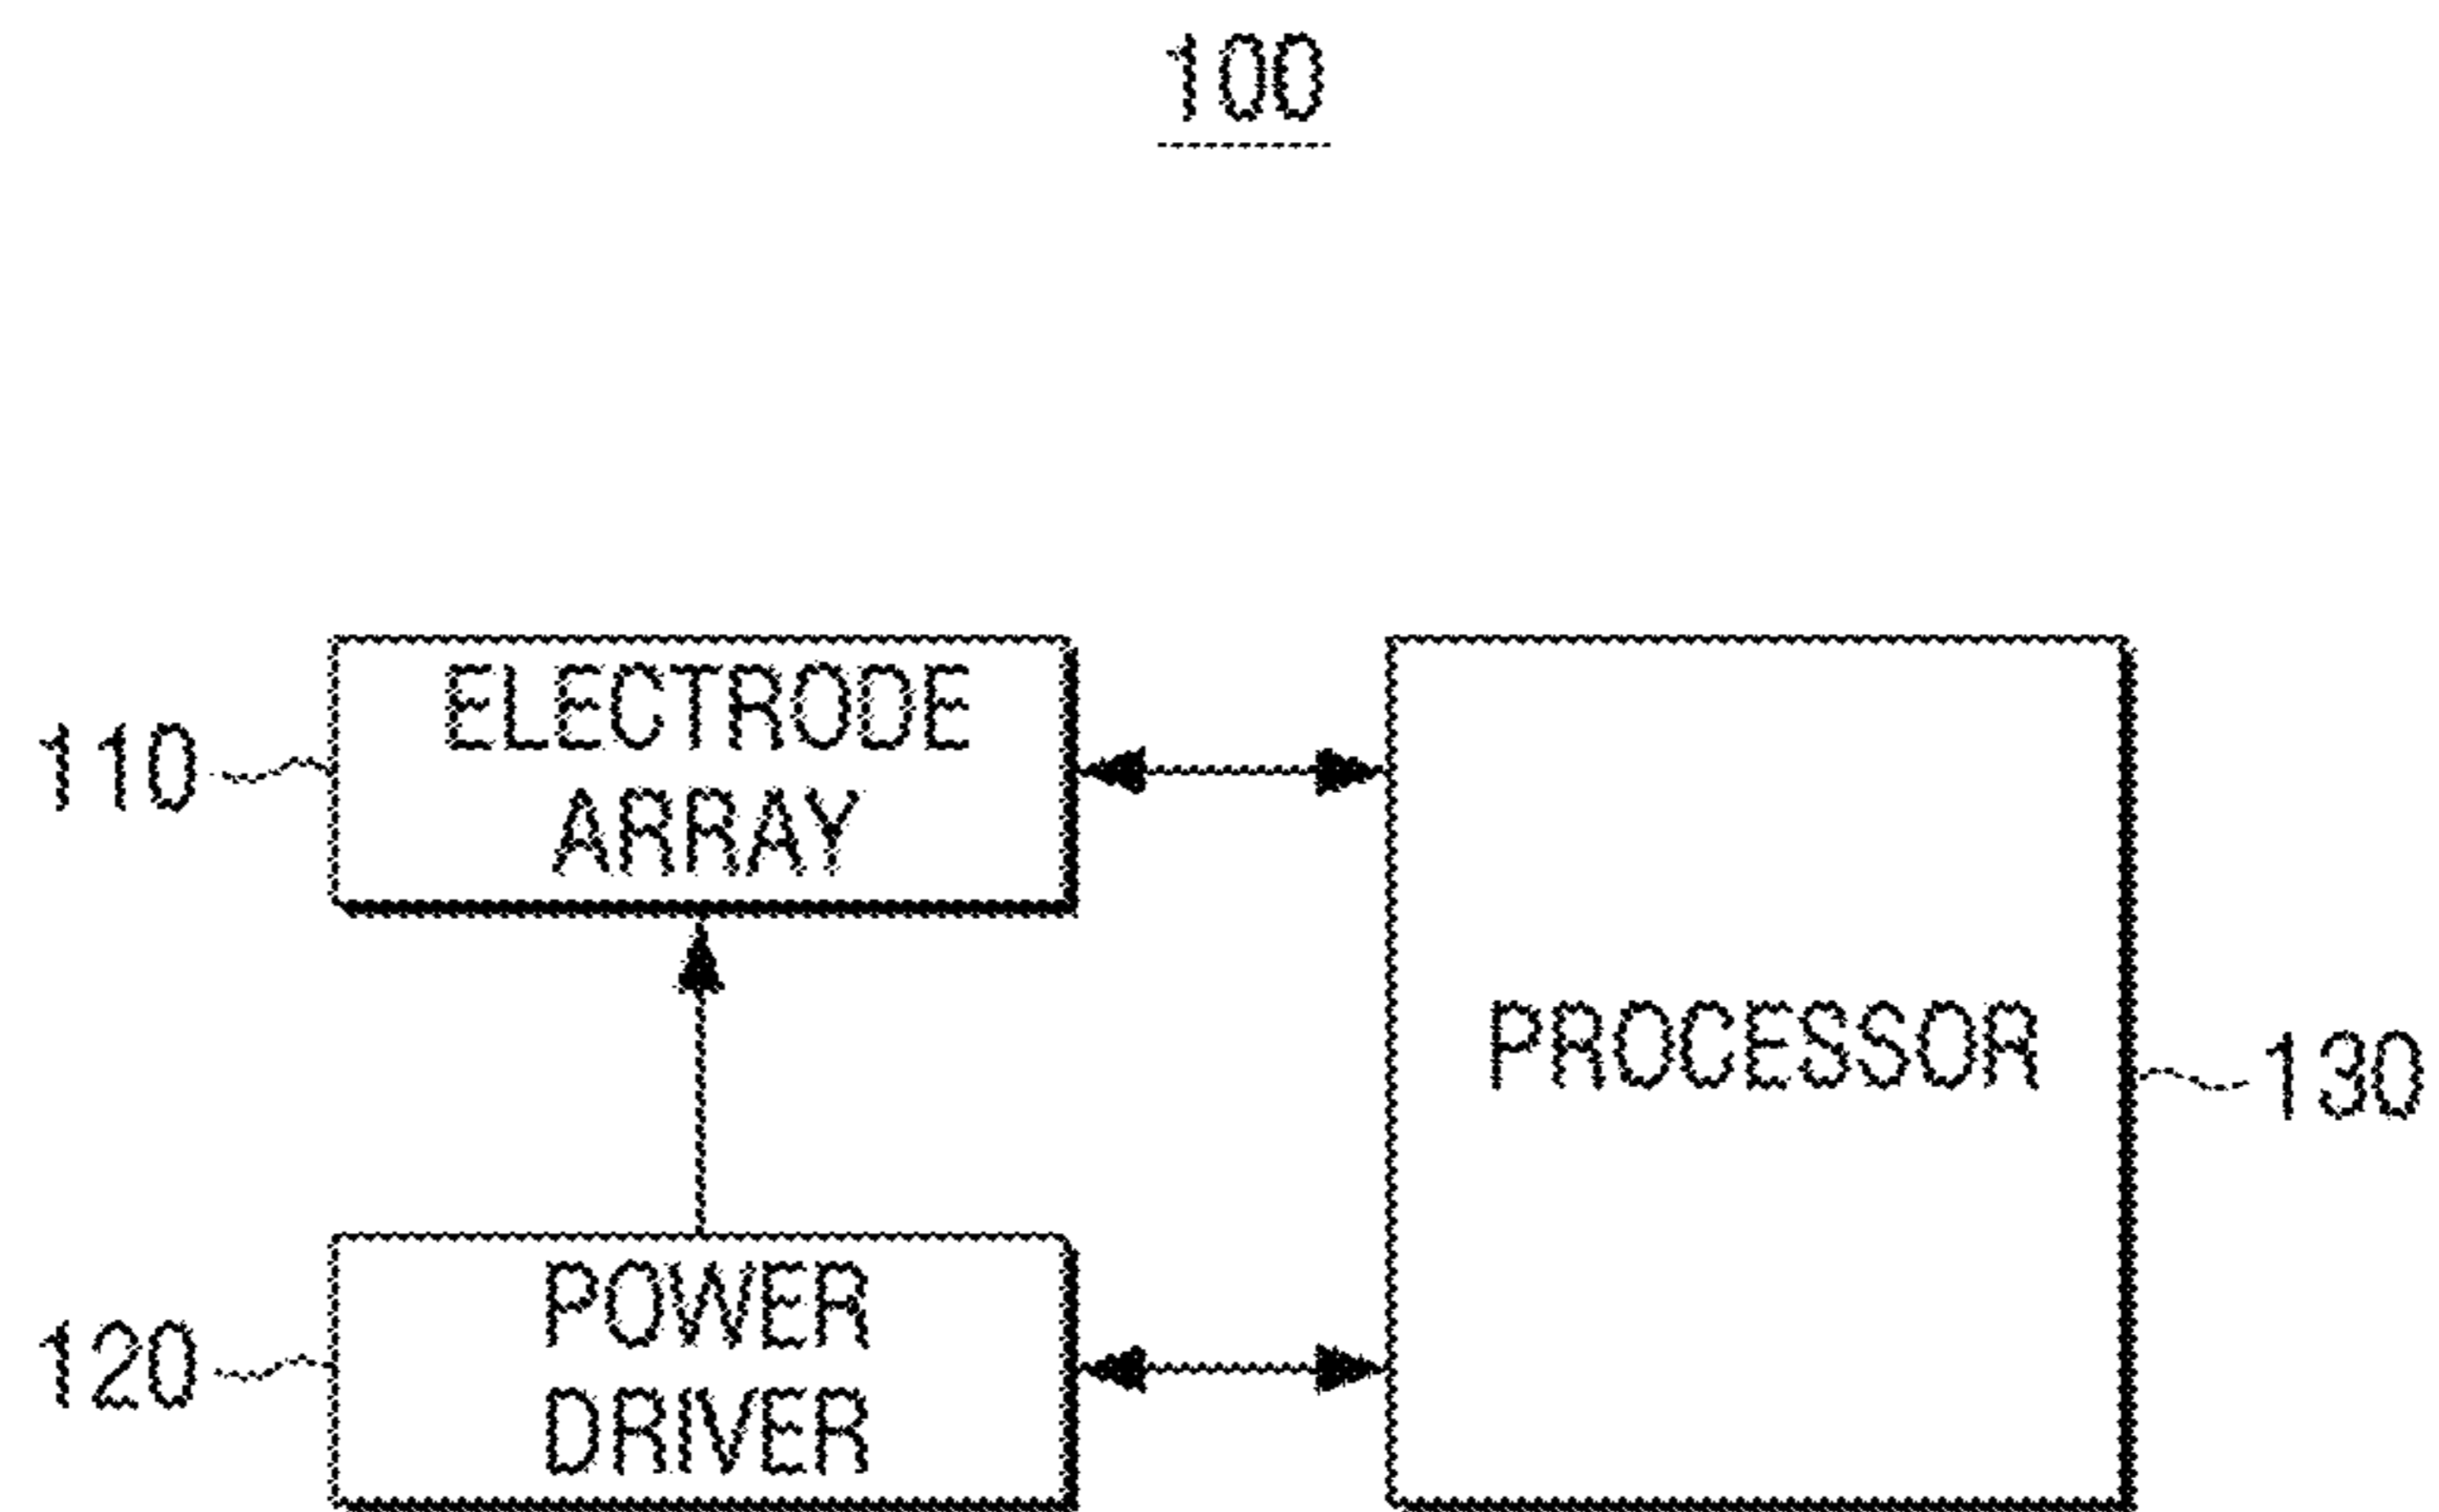 100
ELECTRODE
ARRAY
110
PROCESSOR
130
POWER
DRIVER
120